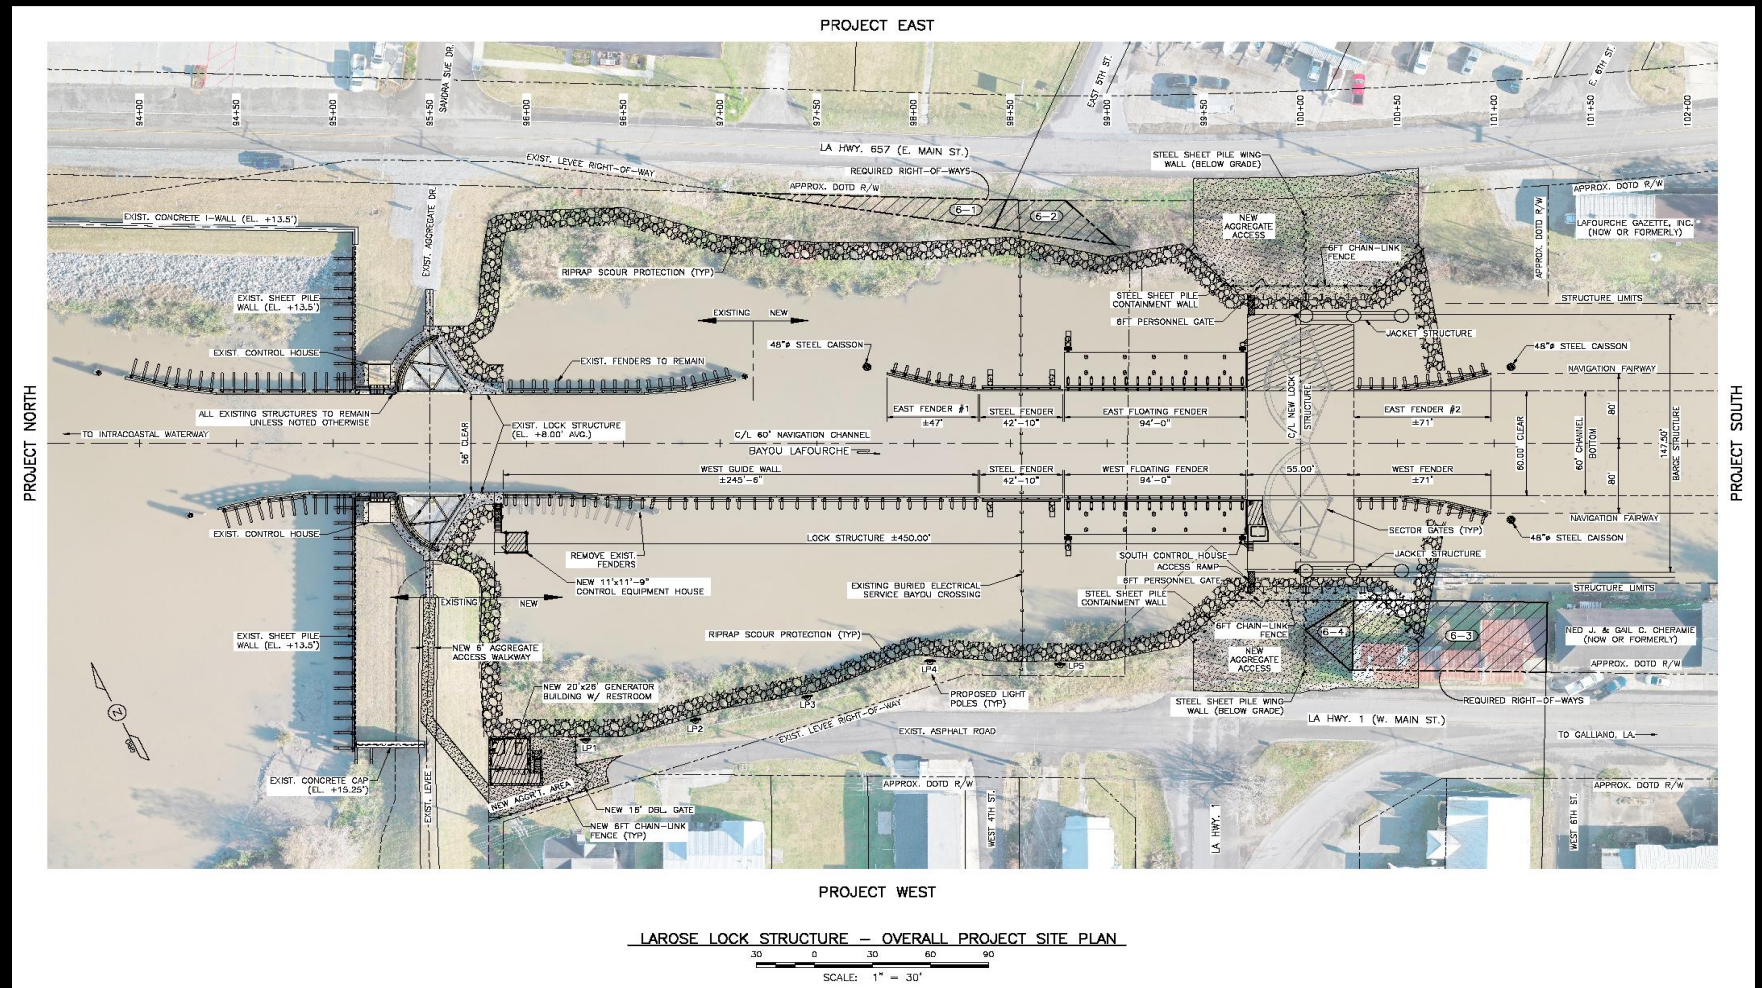 PROJECT EAST
SANDRA SUE DR.
EAST 5TH ST.
E. 6TH ST.
94+00
94+50
95+00
95+50
96+00
96+50
97+00
97+50
98+00
98+50
99+00
99+50
100+00
100+50
101+00
101+50
102+00
LA HWY. 657 (E. MAIN ST.)
EXIST. LEVEE RIGHT-OF-WAY
REQUIRED RIGHT-OF-WAYS
APPROX. DOTD R/W
STEEL SHEET PILE WING
WALL (BELOW GRADE)
APPROX. DOTD R/W
EXIST. CONCRETE I-WALL (EL. +13.5')
EXIST. AGGREGATE DR.
6-1
6-2
NEW
AGGREGATE
ACCESS
6FT CHAIN-LINK
FENCE
APPROX. DOTD R/W
LAFOURCHE GAZETTE, INC.
(NOW OR FORMERLY)
RIPRAP SCOUR PROTECTION (TYP)
EXIST. SHEET PILE
WALL (EL. +13.5')
STEEL SHEET PILE
CONTAINMENT WALL
6FT PERSONNEL GATE
STRUCTURE LIMITS
EXISTING
NEW
JACKET STRUCTURE
EXIST. CONTROL HOUSE
EXIST. FENDERS TO REMAIN
48"ø STEEL CAISSON
48"ø STEEL CAISSON
NAVIGATION FAIRWAY
PROJECT NORTH
PROJECT SOUTH
ALL EXISTING STRUCTURES TO REMAIN
UNLESS NOTED OTHERWISE
EXIST. LOCK STRUCTURE
(EL. +8.00' AVG.)
EAST FENDER #1
±47'
STEEL FENDER
42'-10"
EAST FLOATING FENDER
94'-0"
C/L NEW LOCK
STRUCTURE
EAST FENDER #2
±71'
TO INTRACOASTAL WATERWAY
56' CLEAR
C/L 60' NAVIGATION CHANNEL
BAYOU LAFOURCHE
60.00' CLEAR
60' CHANNEL
BOTTOM
80'
80'
147.50'
BARGE STRUCTURE
WEST GUIDE WALL
±245'-6"
STEEL FENDER
42'-10"
WEST FLOATING FENDER
94'-0"
55.00'
WEST FENDER
±71'
NAVIGATION FAIRWAY
EXIST. CONTROL HOUSE
SECTOR GATES (TYP)
48"ø STEEL CAISSON
LOCK STRUCTURE ±450.00'
REMOVE EXIST.
FENDERS
SOUTH CONTROL HOUSE
ACCESS RAMP
6FT PERSONNEL GATE
JACKET STRUCTURE
NEW 11'x11'-9"
CONTROL EQUIPMENT HOUSE
EXISTING BURIED ELECTRICAL
SERVICE BAYOU CROSSING
STEEL SHEET PILE
CONTAINMENT WALL
STRUCTURE LIMITS
EXISTING
NEW
EXIST. SHEET PILE
WALL (EL. +13.5')
NEW 6' AGGREGATE
ACCESS WALKWAY
RIPRAP SCOUR PROTECTION (TYP)
6FT CHAIN-LINK
FENCE
6-4
6-3
NED J. & GAIL C. CHERAMIE
(NOW OR FORMERLY)
NEW
AGGREGATE
ACCESS
APPROX. DOTD R/W
LP4
LP5
PROPOSED LIGHT
POLES (TYP)
NEW 20'x26' GENERATOR
BUILDING W/ RESTROOM
LP3
LP2
LP1
EXIST. LEVEE RIGHT-OF-WAY
STEEL SHEET PILE WING
WALL (BELOW GRADE)
REQUIRED RIGHT-OF-WAYS
LA HWY. 1 (W. MAIN ST.)
EXIST. ASPHALT ROAD
TO GALLIANO, LA.
N
EXIST. CONCRETE CAP
(EL. +15.25')
EXIST. LEVEE
NEW AGGR'T. AREA
NEW 16' DBL. GATE
NEW 6FT CHAIN-LINK
FENCE (TYP)
APPROX. DOTD R/W
APPROX. DOTD R/W
WEST 4TH ST.
LA HWY. 1
WEST 6TH ST.
PROJECT WEST
LAROSE LOCK STRUCTURE – OVERALL PROJECT SITE PLAN
30 0 30 60 90
SCALE: 1" = 30'